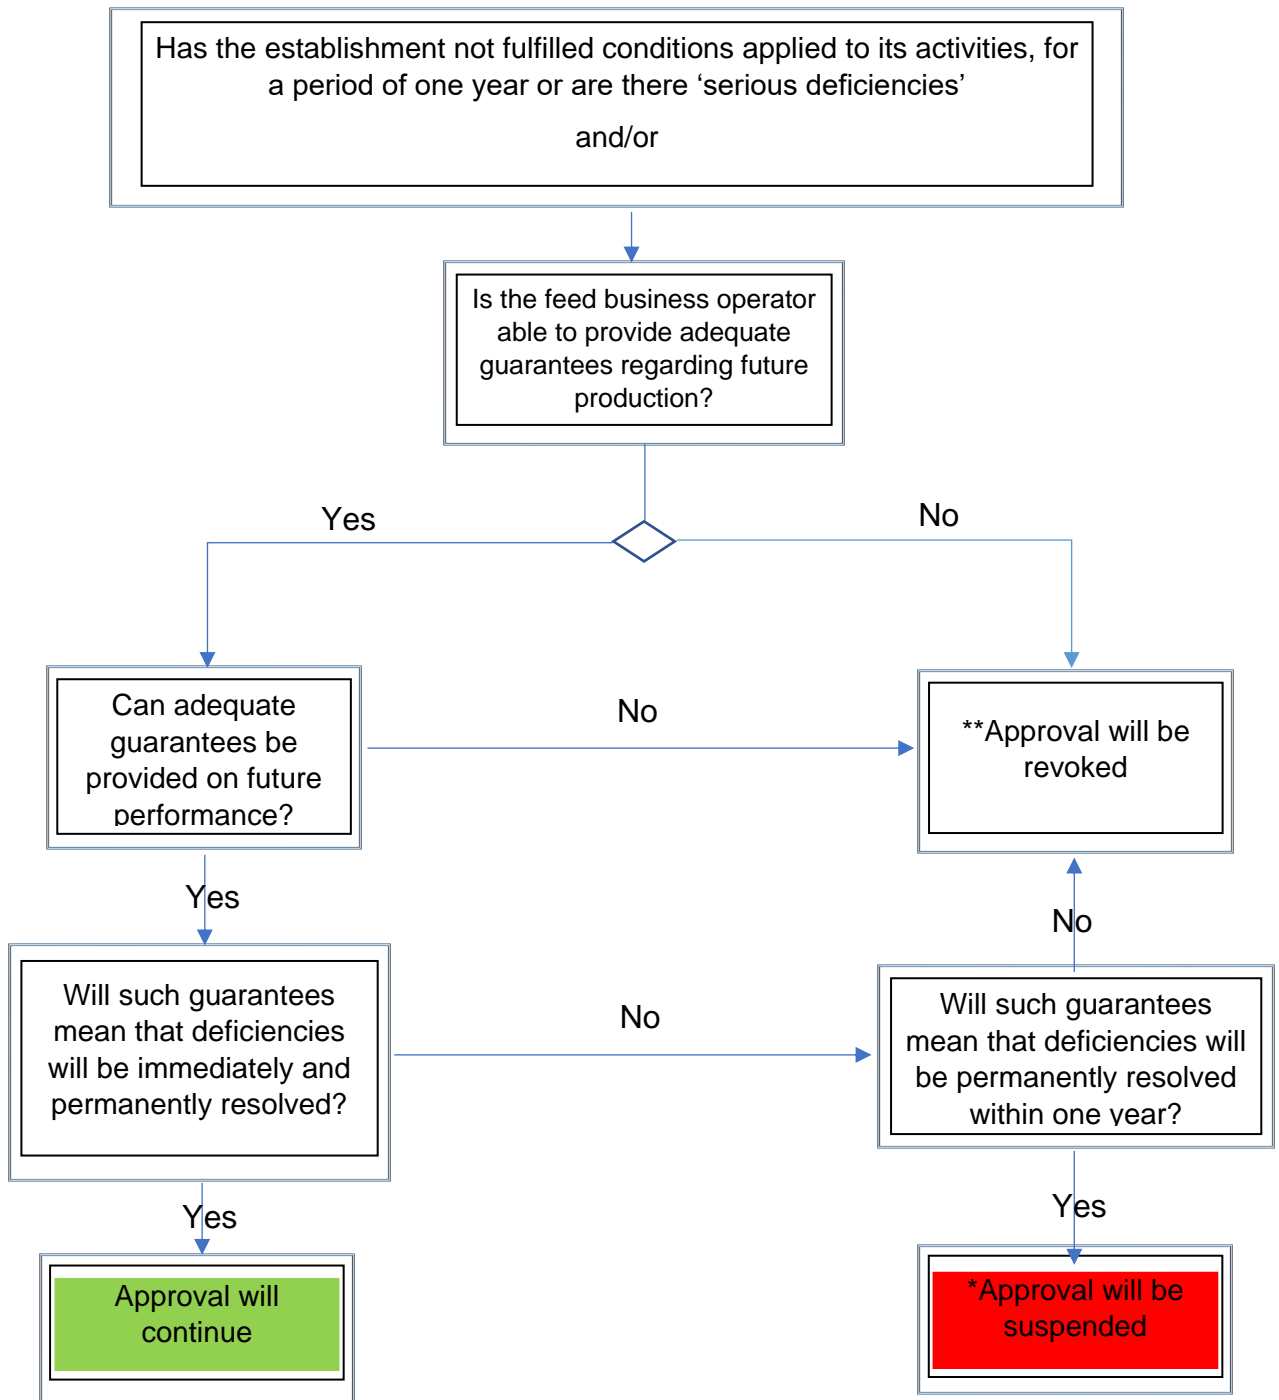 Has the establishment not fulfilled conditions applied to its activities, for
a period of one year or are there ‘serious deficiencies’
and/or
Is the feed business operator
able to provide adequate
guarantees regarding future
production?
Yes
No
Can adequate
guarantees be
provided on future
performance?
No
**Approval will be
revoked
Yes
No
Will such guarantees
mean that deficiencies
will be immediately and
permanently resolved?
No
Will such guarantees
mean that deficiencies will
be permanently resolved
within one year?
Yes
Yes
Approval will
continue
*Approval will be
suspended